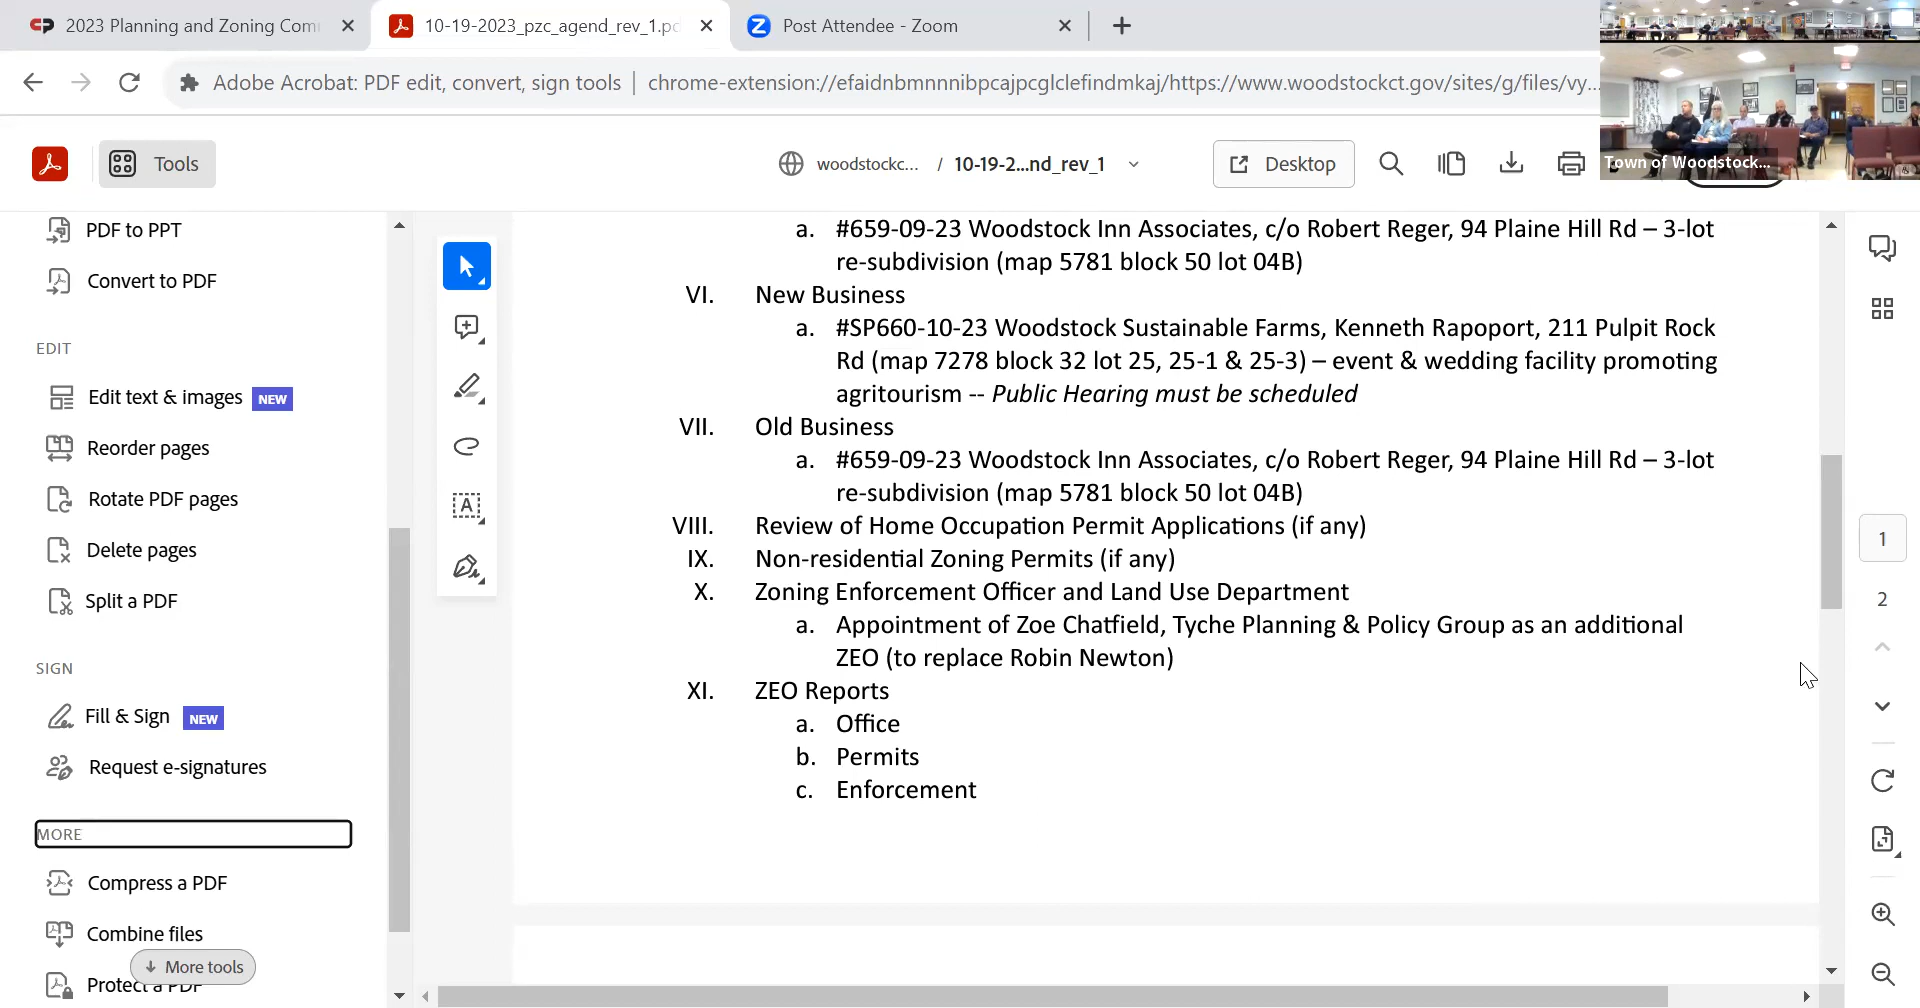 2023 Planning and Zoning Com
10-19-2023_pzc_agend_rev_1.pd
Post Attendee - Zoom
Adobe Acrobat: PDF edit, convert, sign tools
chrome-extension://efaidnbmnnnibpcajpcglclefindmkaj/https://www.woodstockct.gov/sites/g/files/vy...
Town of Woodstock...
Tools
woodstockc... / 10-19-2...nd_rev_1
Desktop
PDF to PPT
Convert to PDF
EDIT
Edit text & images NEW
Reorder pages
Rotate PDF pages
Delete pages
Split a PDF
SIGN
Fill & Sign NEW
Request e-signatures
MORE
Compress a PDF
Combine files
More tools
Protect a PDF
a. #659-09-23 Woodstock Inn Associates, c/o Robert Reger, 94 Plaine Hill Rd – 3-lot
re-subdivision (map 5781 block 50 lot 04B)
VI. New Business
a. #SP660-10-23 Woodstock Sustainable Farms, Kenneth Rapoport, 211 Pulpit Rock
Rd (map 7278 block 32 lot 25, 25-1 & 25-3) – event & wedding facility promoting
agritourism -- Public Hearing must be scheduled
VII. Old Business
a. #659-09-23 Woodstock Inn Associates, c/o Robert Reger, 94 Plaine Hill Rd – 3-lot
re-subdivision (map 5781 block 50 lot 04B)
VIII. Review of Home Occupation Permit Applications (if any)
IX. Non-residential Zoning Permits (if any)
X. Zoning Enforcement Officer and Land Use Department
a. Appointment of Zoe Chatfield, Tyche Planning & Policy Group as an additional
ZEO (to replace Robin Newton)
XI. ZEO Reports
a. Office
b. Permits
c. Enforcement
1
2